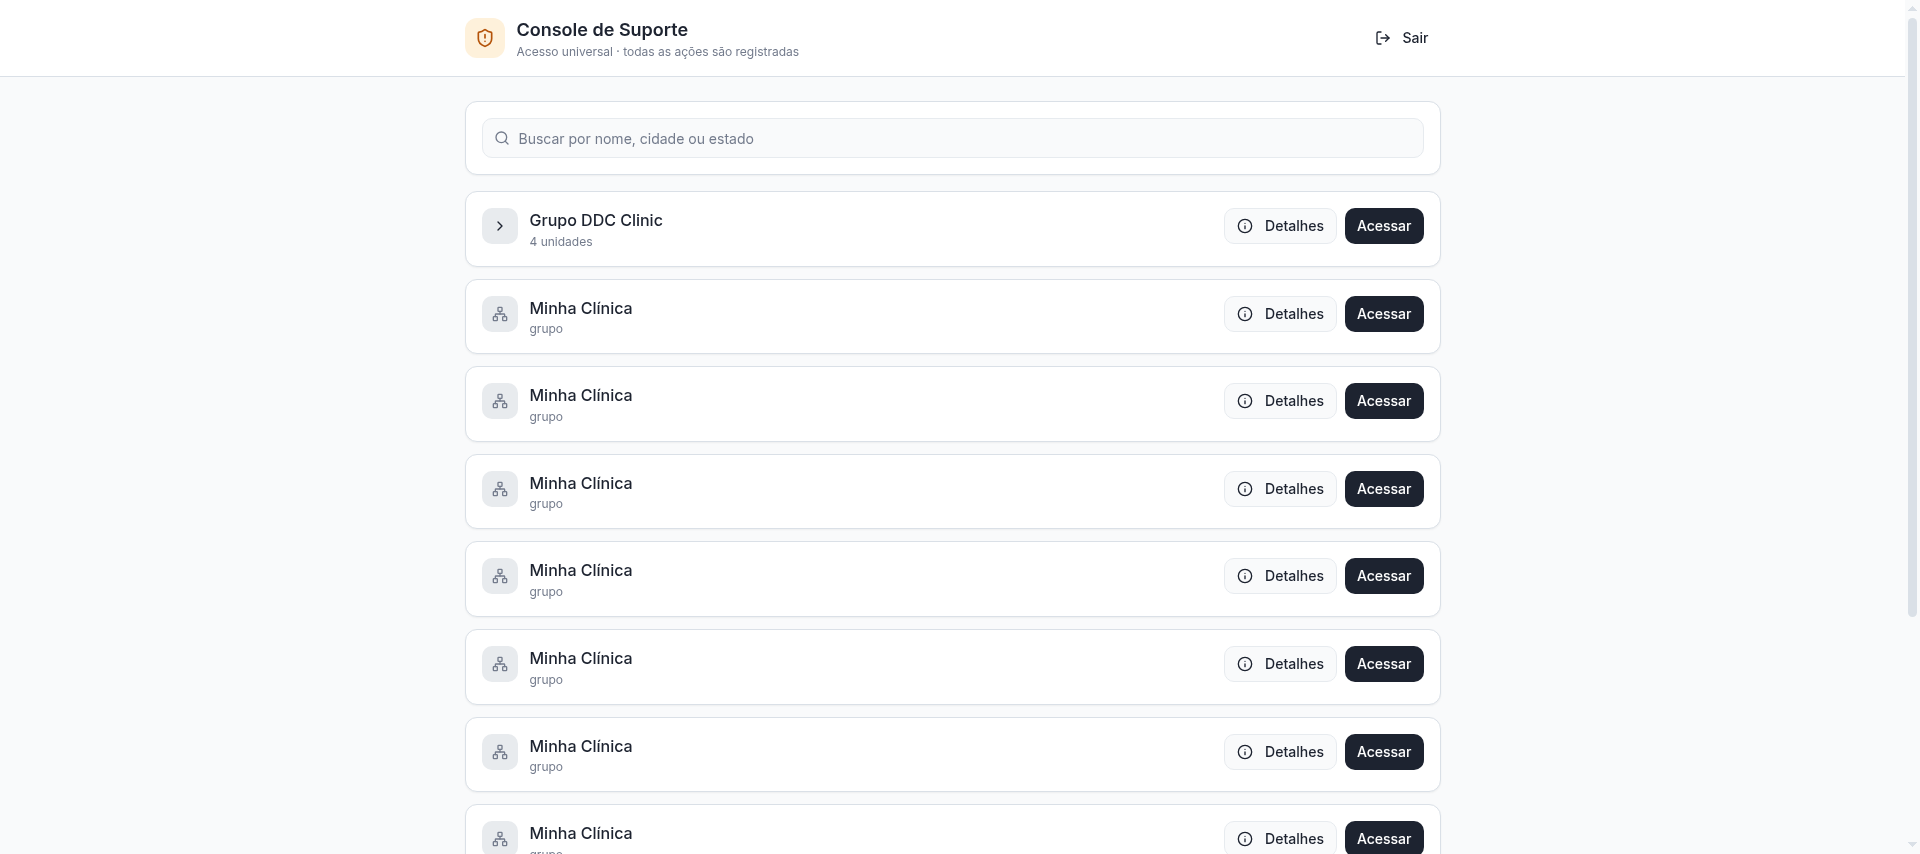 Console de Suporte
Acesso universal · todas as ações são registradas
Sair
Buscar por nome, cidade ou estado
Grupo DDC Clinic
4 unidades
Detalhes
Acessar
Minha Clínica
grupo
Detalhes
Acessar
Minha Clínica
grupo
Detalhes
Acessar
Minha Clínica
grupo
Detalhes
Acessar
Minha Clínica
grupo
Detalhes
Acessar
Minha Clínica
grupo
Detalhes
Acessar
Minha Clínica
grupo
Detalhes
Acessar
Minha Clínica
Detalhes
Acessar